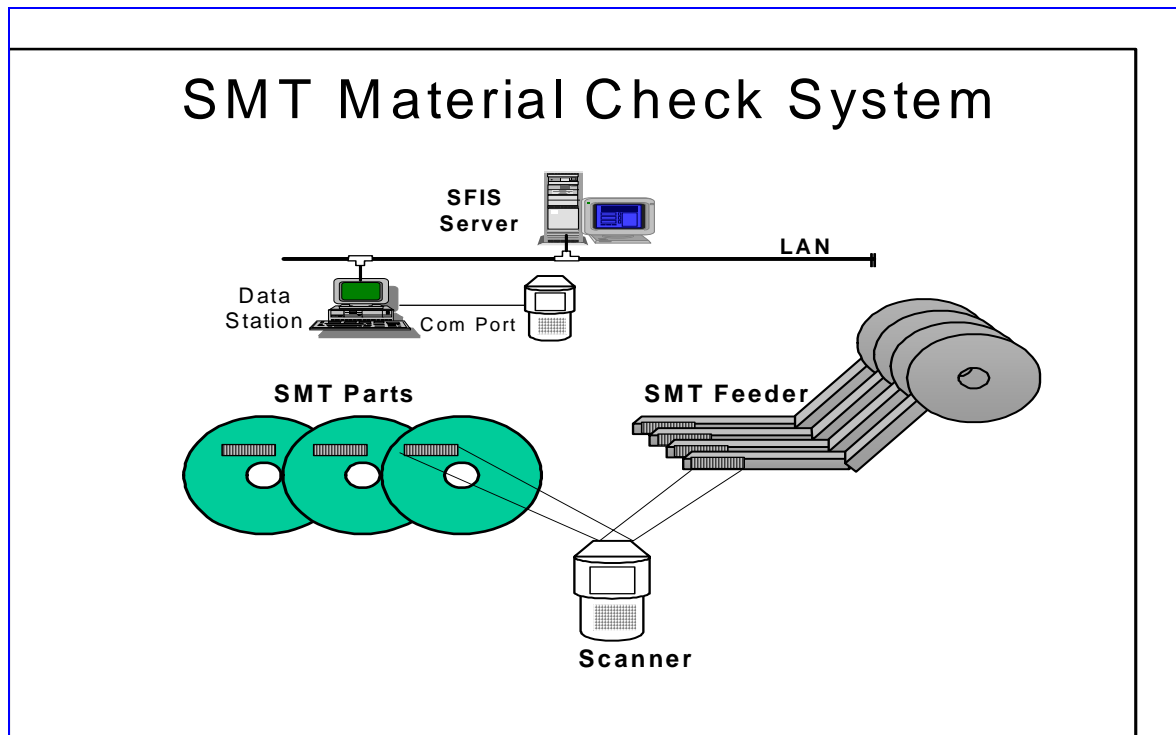 SMT Material Check System
SFIS
Server
LAN
Data
Station
Com Port
SMT Parts
SMT Feeder
Scanner